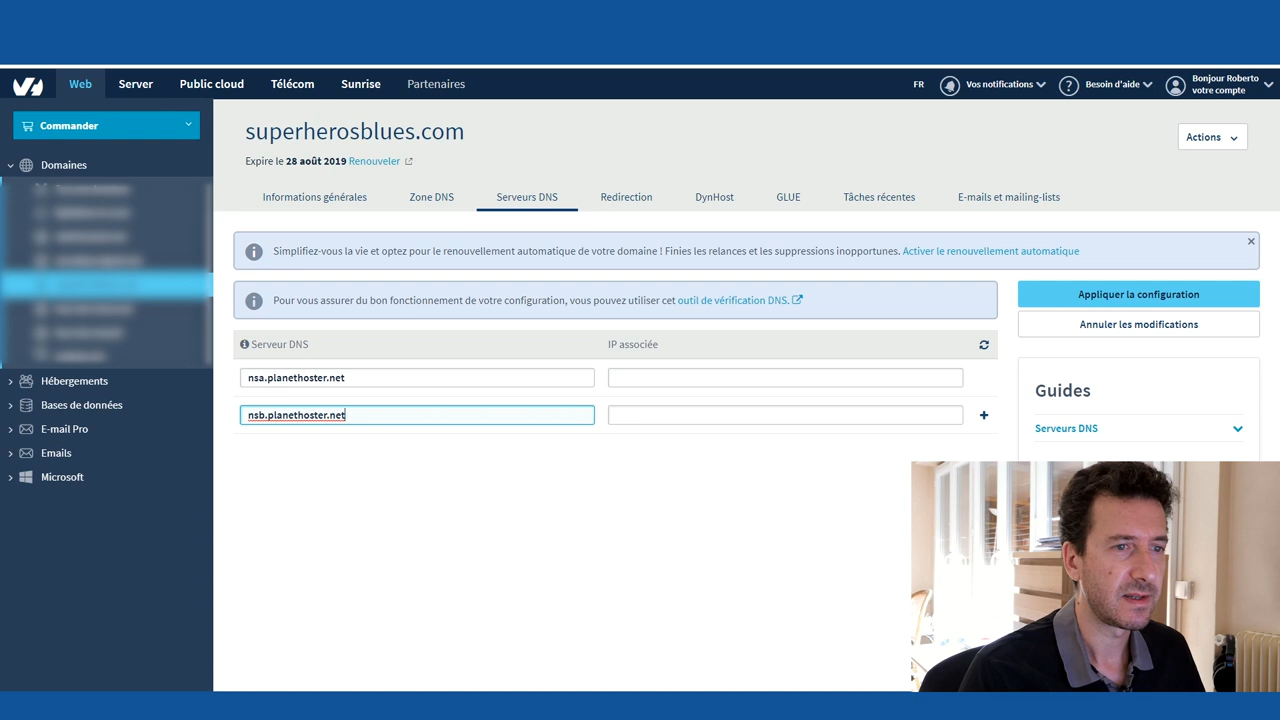 Web
Server
Public cloud
Télécom
Sunrise
Partenaires
FR
Vos notifications
Besoin d'aide
Bonjour Roberto
votre compte
Commander
Domaines
Hébergements
Bases de données
E-mail Pro
Emails
Microsoft
superherosblues.com
Expire le 28 août 2019 Renouveler
Actions
Informations générales
Zone DNS
Serveurs DNS
Redirection
DynHost
GLUE
Tâches récentes
E-mails et mailing-lists
Simplifiez-vous la vie et optez pour le renouvellement automatique de votre domaine ! Finies les relances et les suppressions inopportunes. Activer le renouvellement automatique
Pour vous assurer du bon fonctionnement de votre configuration, vous pouvez utiliser cet outil de vérification DNS.
Serveur DNS
IP associée
nsa.planethoster.net
nsb.planethoster.net
Appliquer la configuration
Annuler les modifications
Guides
Serveurs DNS